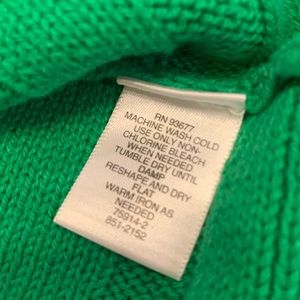 RN 93677
MACHINE WASH COLD
USE ONLY NON-
CHLORINE BLEACH
WHEN NEEDED
TUMBLE DRY UNTIL
DAMP
RESHAPE AND DRY
FLAT
WARM IRON AS
NEEDED
75914-2
851-2152